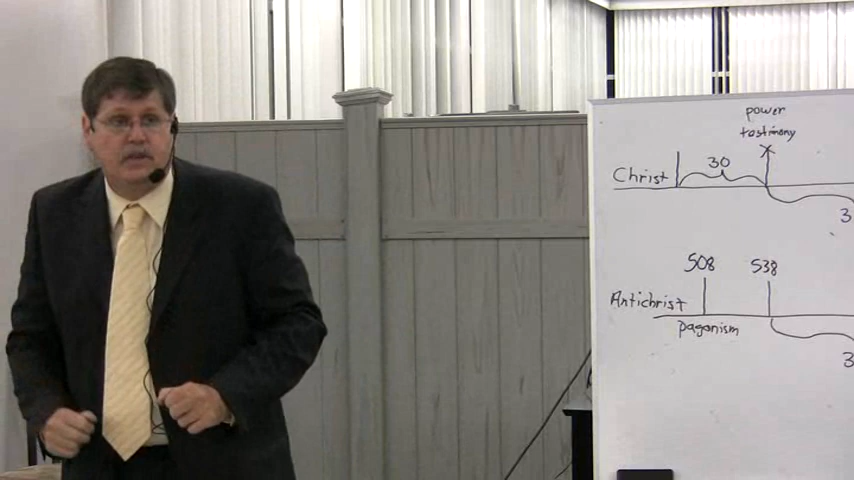 power
testimony
Christ 30
3
508 538
Antichrist
paganism
3